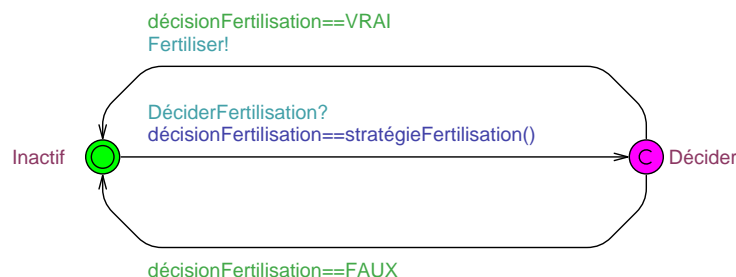 décisionFertilisation==VRAI
Fertiliser!
DéciderFertilisation?
décisionFertilisation==stratégieFertilisation()
Inactif
C Décider
décisionFertilisation==FAUX